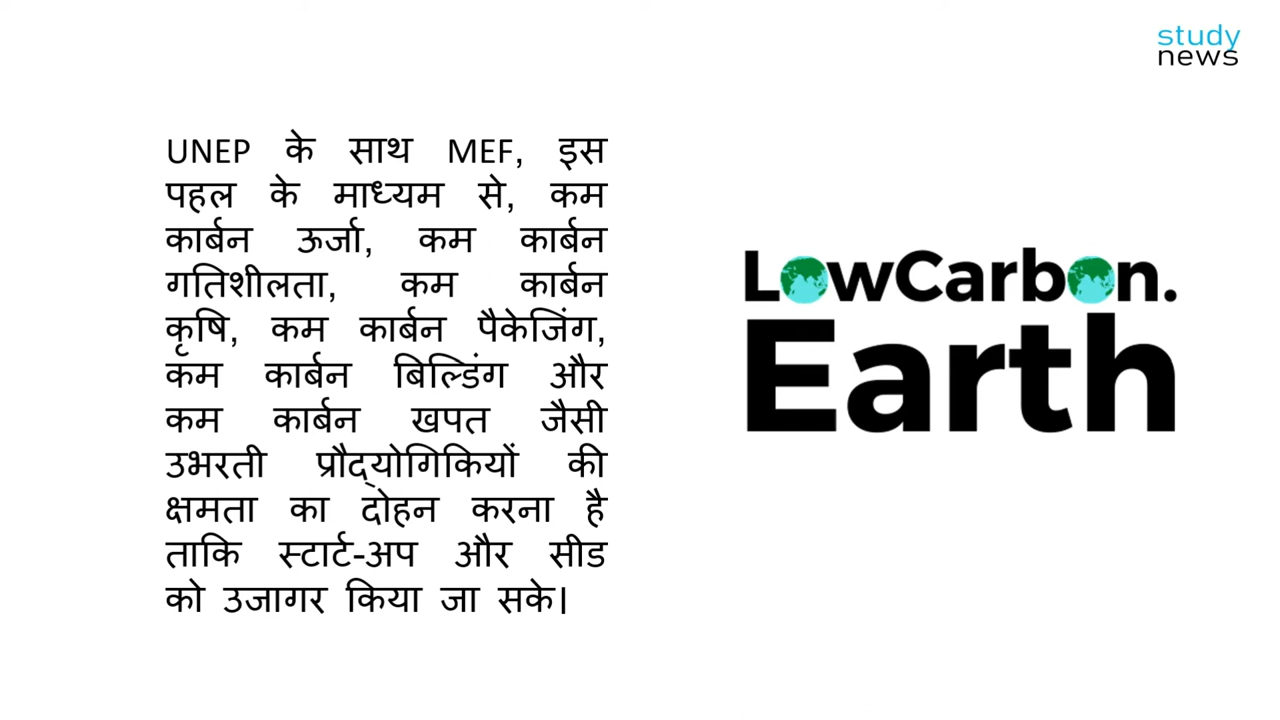 study
news
UNEP के साथ MEF, इस
पहल के माध्यम से, कम
कार्बन ऊर्जा, कम कार्बन
गतिशीलता, कम कार्बन
कृषि, कम कार्बन पैकेजिंग,
कम कार्बन बिल्डिंग और
कम कार्बन खपत जैसी
उभरती प्रौद्‌योगिकियों की
क्षमता का दोहन करना है
ताकि स्टार्ट-अप और सीड
को उजागर किया जा सके।
LowCarbon.
Earth